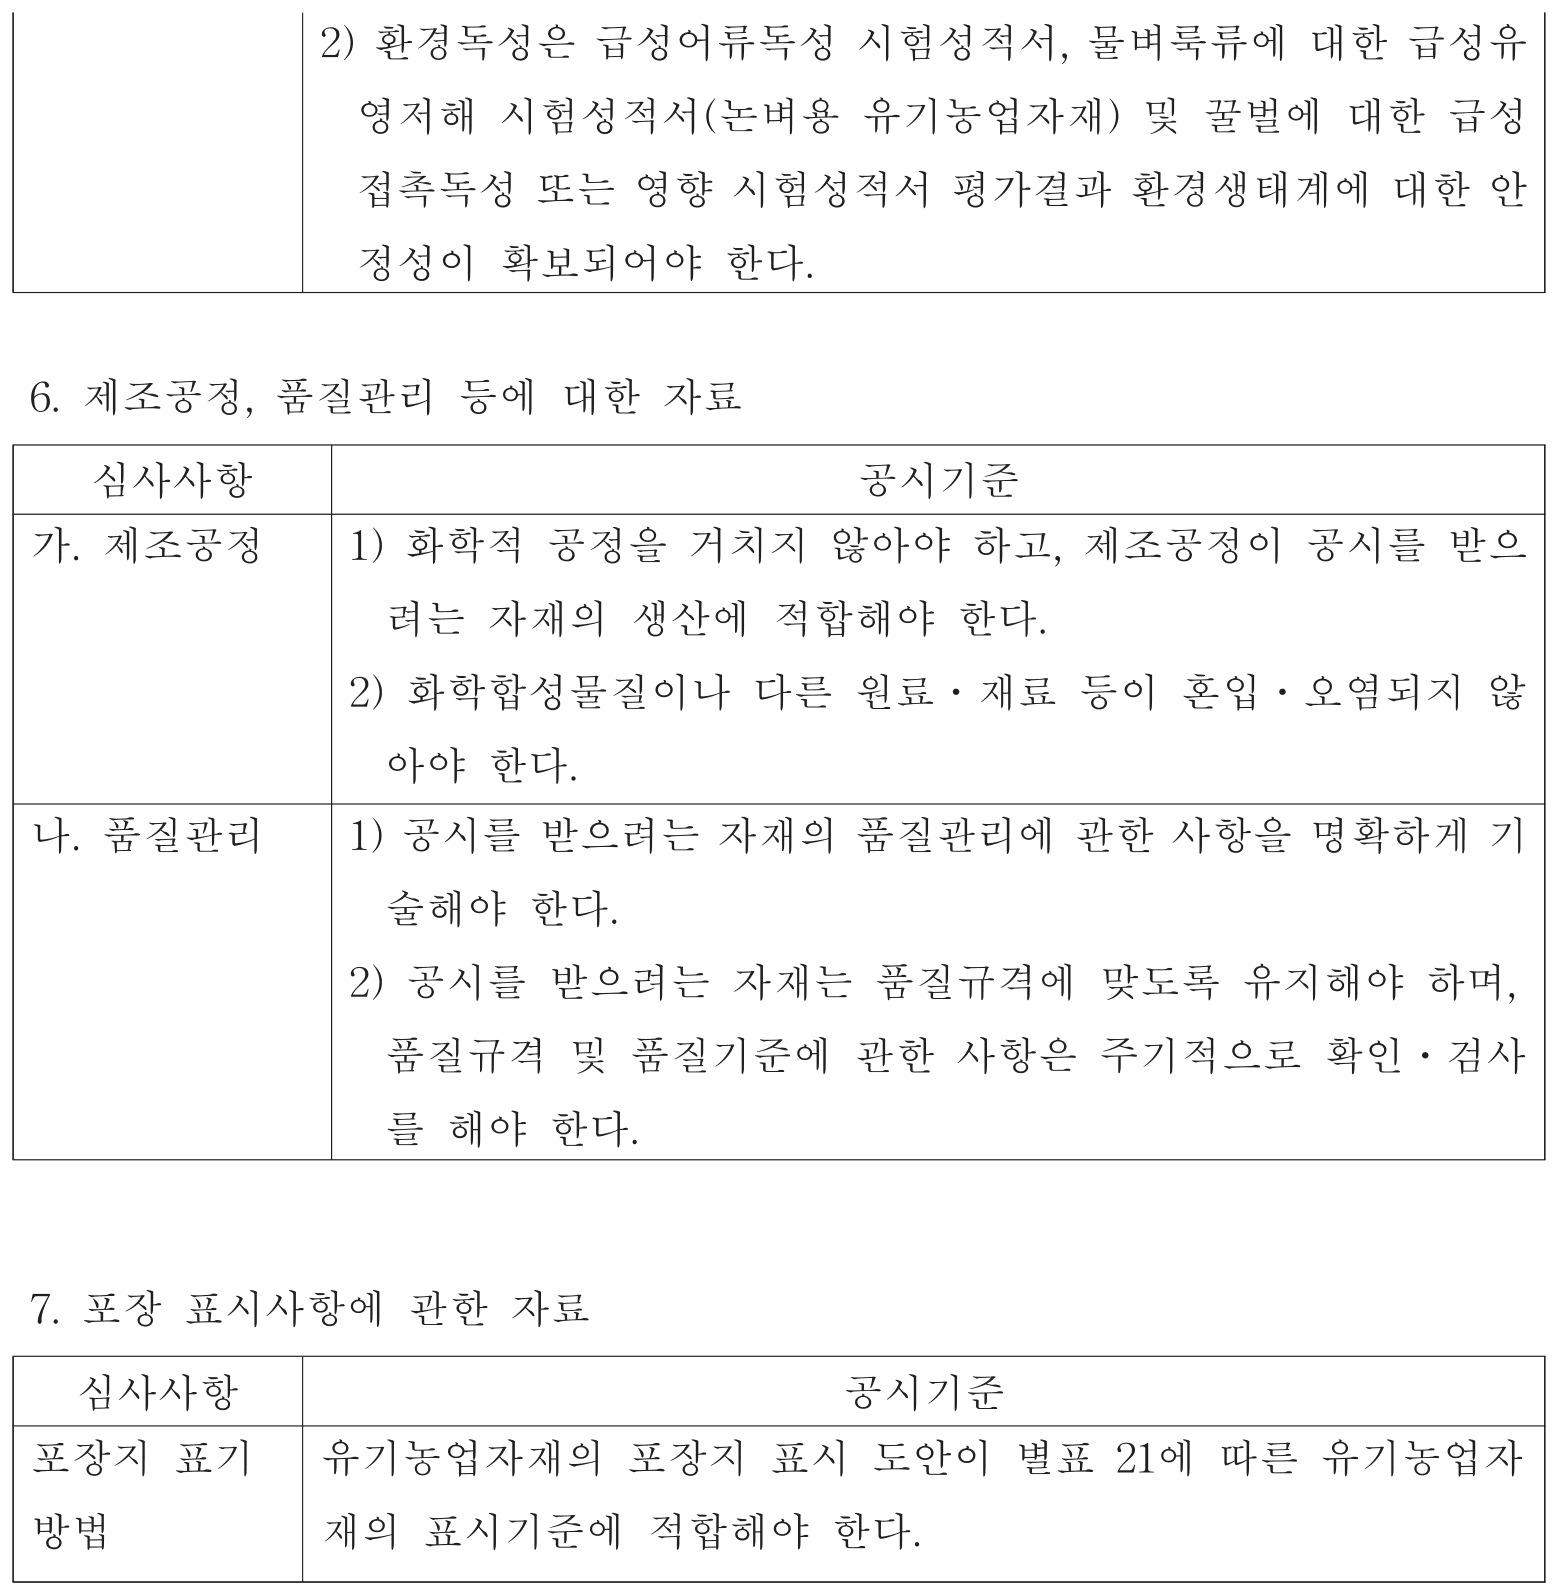 2) 환경독성은 급성어류독성 시험성적서, 물벼룩류에 대한 급성유
영저해 시험성적서(논벼용 유기농업자재) 및 꿀벌에 대한 급성
접촉독성 또는 영향 시험성적서 평가결과 환경생태계에 대한 안
정성이 확보되어야 한다.
6. 제조공정, 품질관리 등에 대한 자료
심사사항 공시기준
가. 제조공정 1) 화학적 공정을 거치지 않아야 하고, 제조공정이 공시를 받으
려는 자재의 생산에 적합해야 한다.
2) 화학합성물질이나 다른 원료・재료 등이 혼입・오염되지 않
아야 한다.
나. 품질관리 1) 공시를 받으려는 자재의 품질관리에 관한 사항을 명확하게 기
술해야 한다.
2) 공시를 받으려는 자재는 품질규격에 맞도록 유지해야 하며,
품질규격 및 품질기준에 관한 사항은 주기적으로 확인・검사
를 해야 한다.
7. 포장 표시사항에 관한 자료
심사사항 공시기준
포장지 표기 유기농업자재의 포장지 표시 도안이 별표 21에 따른 유기농업자
방법 재의 표시기준에 적합해야 한다.